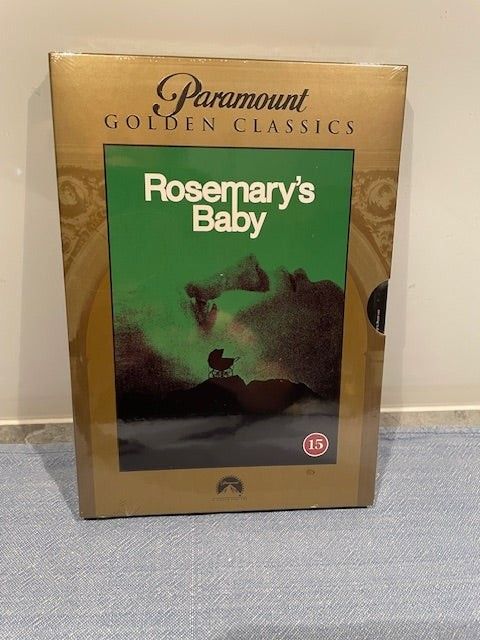 Paramount
GOLDEN CLASSICS
Rosemary's
Baby
15